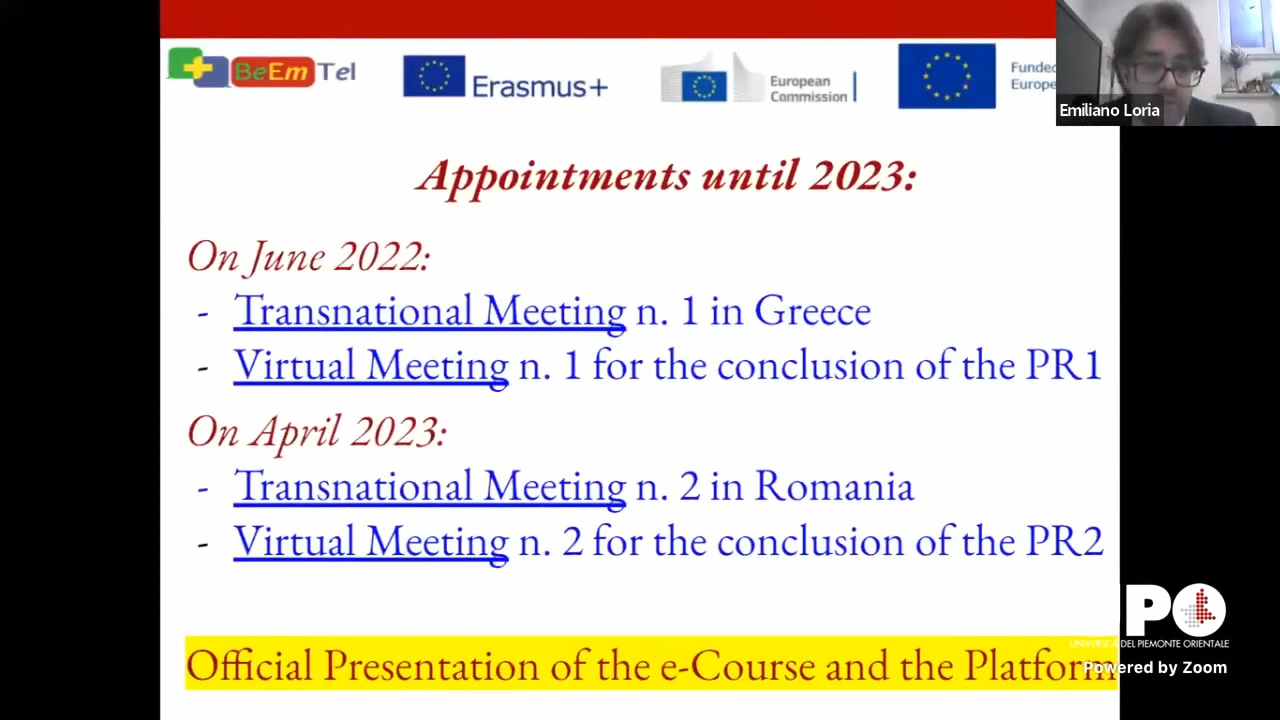 BeEm Tel
Erasmus+
European
Commission
Funded
Europe
Emiliano Loria
Appointments until 2023:
On June 2022:
- Transnational Meeting n. 1 in Greece
- Virtual Meeting n. 1 for the conclusion of the PR1
On April 2023:
- Transnational Meeting n. 2 in Romania
- Virtual Meeting n. 2 for the conclusion of the PR2
Official Presentation of the e-Course and the Platform
UPO
UNIVERSITÀ DEL PIEMONTE ORIENTALE
Powered by Zoom